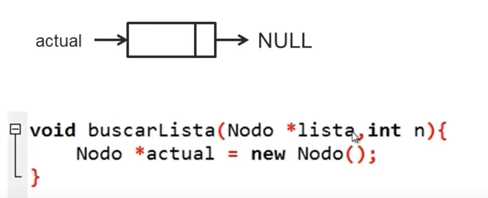 actual NULL
void buscarLista(Nodo *lista,int n){
Nodo *actual = new Nodo();
}